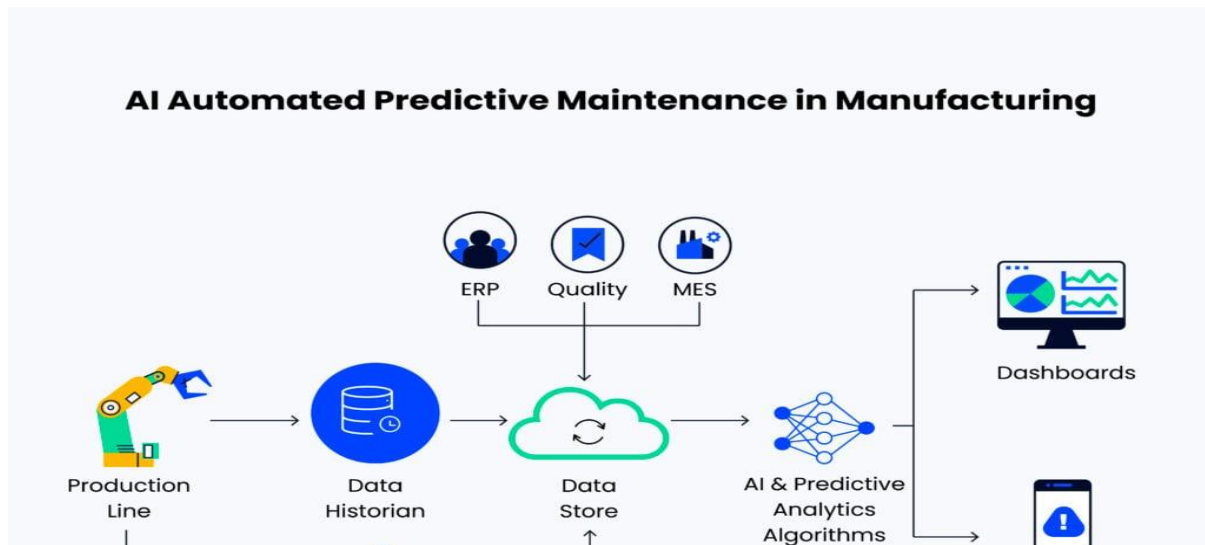 AI Automated Predictive Maintenance in Manufacturing
ERP
Quality
MES
Dashboards
Production
Line
Data
Historian
Data
Store
AI & Predictive
Analytics
Algorithms
!